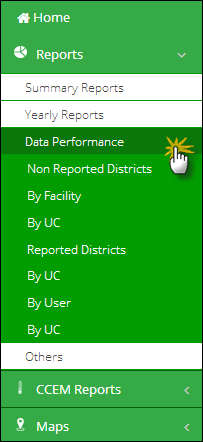 Home
Reports
Summary Reports
Yearly Reports
Data Performance
Non Reported Districts
By Facility
By UC
Reported Districts
By UC
By User
By UC
Others
CCEM Reports
Maps